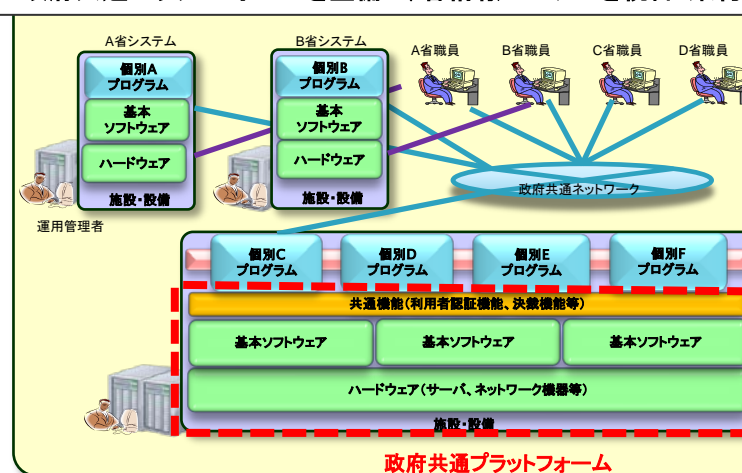 A省システム
B省システム
A省職員
B省職員
C省職員
D省職員
個別A
プログラム
個別B
プログラム
基本
ソフトウェア
基本
ソフトウェア
ハードウェア
ハードウェア
施設・設備
施設・設備
政府共通ネットワーク
運用管理者
個別C
プログラム
個別D
プログラム
個別E
プログラム
個別F
プログラム
共通機能(利用者認証機能、決裁機能等)
基本ソフトウェア
基本ソフトウェア
基本ソフトウェア
ハードウェア(サーバ、ネットワーク機器等)
施設・設備
政府共通プラットフォーム